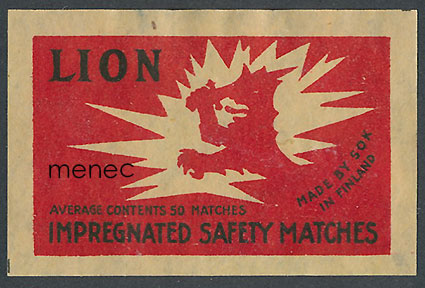 LION
menec
MADE BY SOK
IN FINLAND
AVERAGE CONTENTS 50 MATCHES
IMPREGNATED SAFETY MATCHES